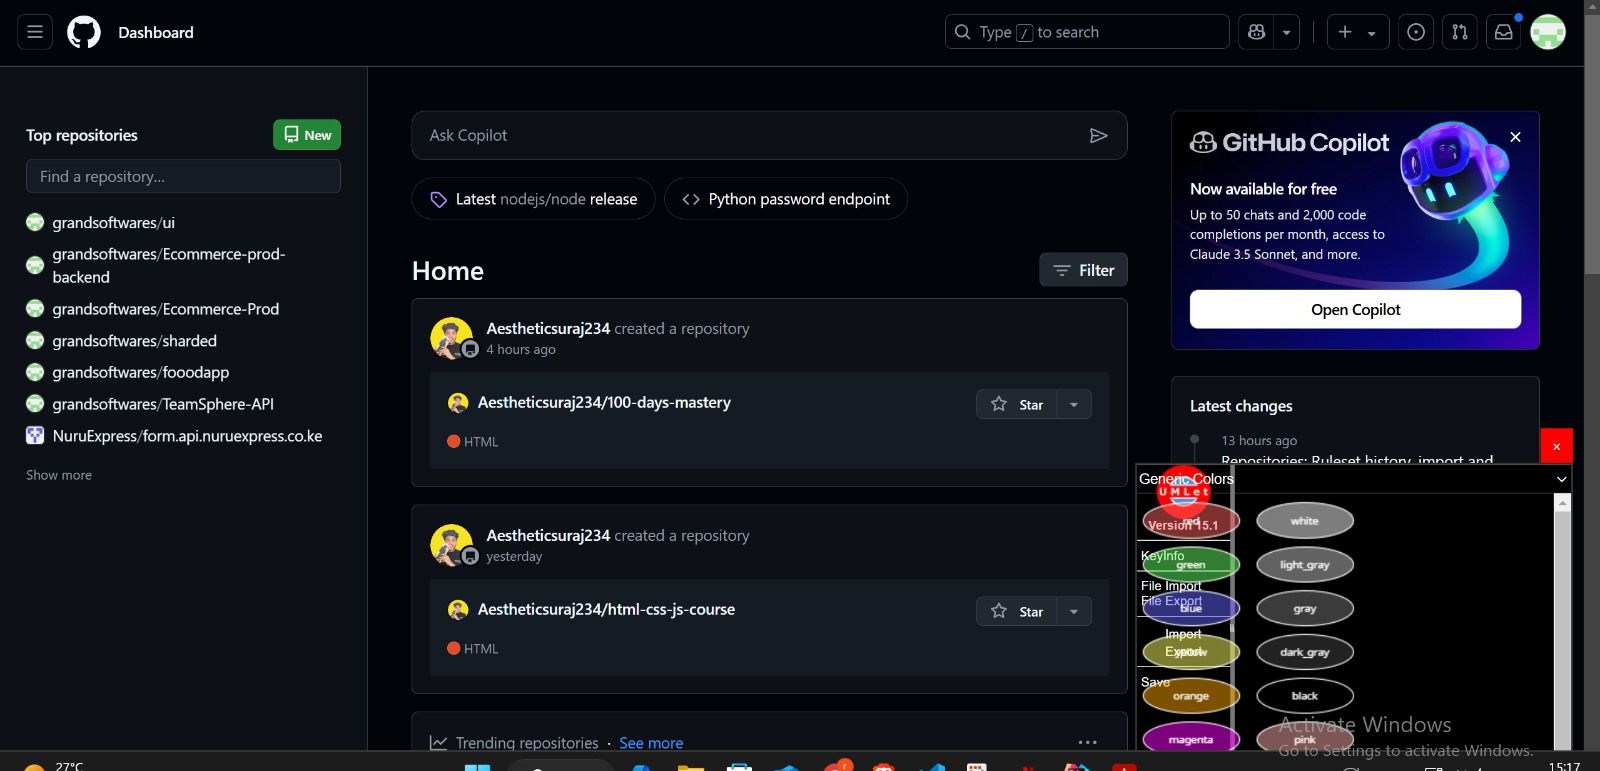 Dashboard
Type / to search
Top repositories
New
Find a repository...
grandsoftwares/ui
grandsoftwares/Ecommerce-prod-
backend
grandsoftwares/Ecommerce-Prod
grandsoftwares/sharded
grandsoftwares/fooodapp
grandsoftwares/TeamSphere-API
NuruExpress/form.api.nuruexpress.co.ke
Show more
Ask Copilot
Latest nodejs/node release
Python password endpoint
Home
Filter
Aestheticsuraj234 created a repository
4 hours ago
Aestheticsuraj234/100-days-mastery
Star
HTML
Aestheticsuraj234 created a repository
yesterday
Aestheticsuraj234/html-css-js-course
Star
HTML
Trending repositories · See more
GitHub Copilot
Now available for free
Up to 50 chats and 2,000 code
completions per month, access to
Claude 3.5 Sonnet, and more.
Open Copilot
Latest changes
13 hours ago
Repositories: Ruleset history, import and
Generic Colors
UMLet
Version 15.1
KeyInfo
File Import
File Export
Import
Export
Save
red
white
green
light_gray
blue
gray
yellow
dark_gray
orange
black
magenta
pink
Activate Windows
Go to Settings to activate Windows.
27°C
15:17